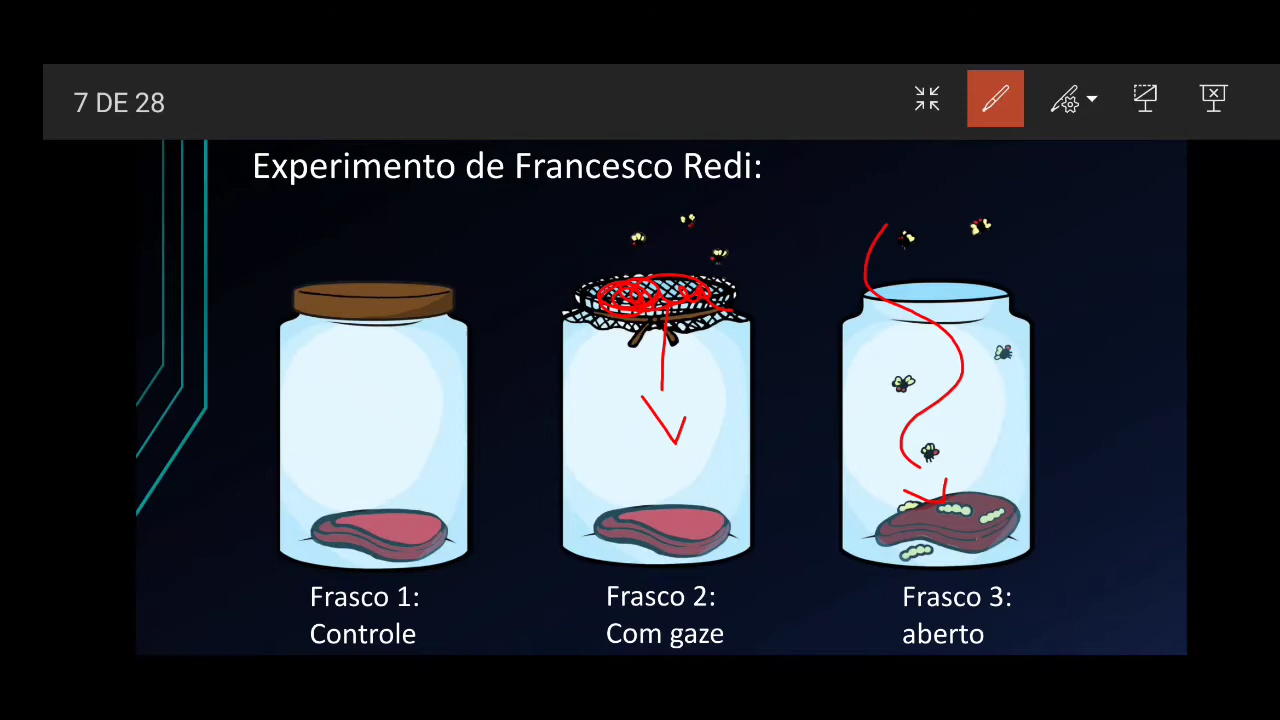 7 DE 28
Experimento de Francesco Redi:
Frasco 1:
Controle
Frasco 2:
Com gaze
Frasco 3:
aberto